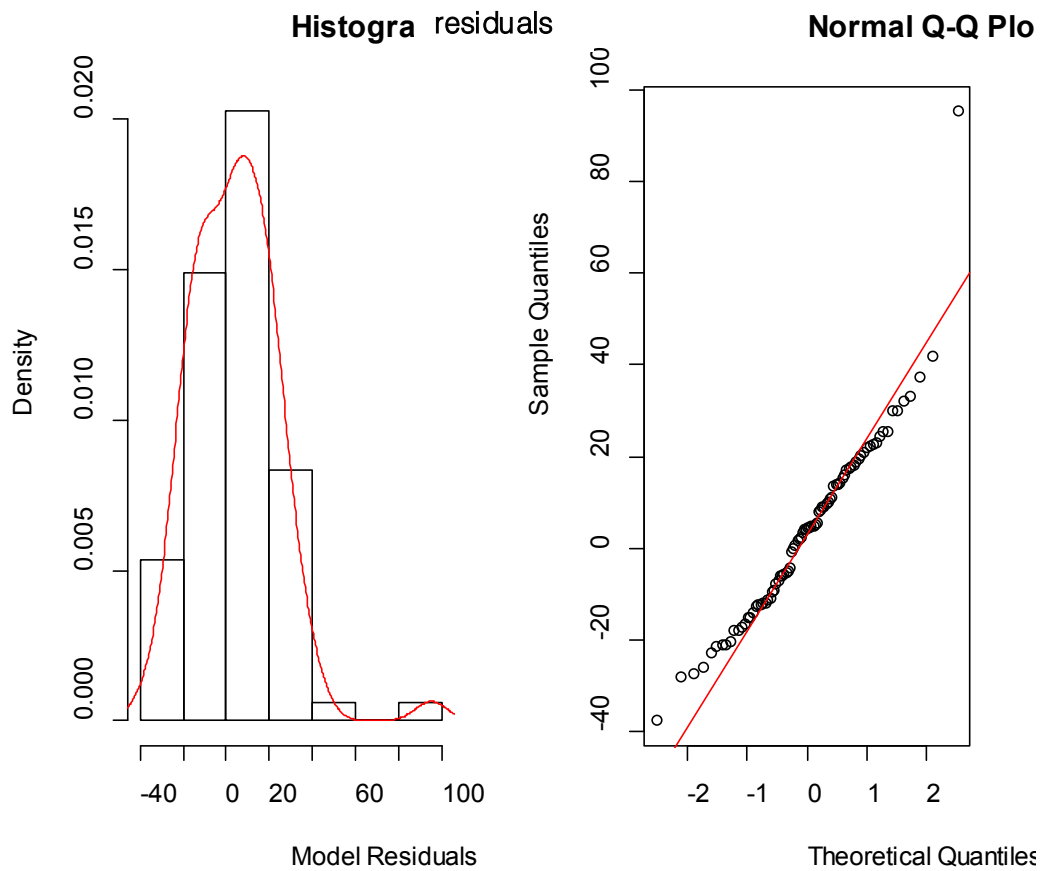 Histogra residuals
Density
0.000 0.005 0.010 0.015 0.020
-40 0 20 60 100
Model Residuals
Normal Q-Q Plo
Sample Quantiles
-40 -20 0 20 40 60 80 100
-2 -1 0 1 2
Theoretical Quantiles